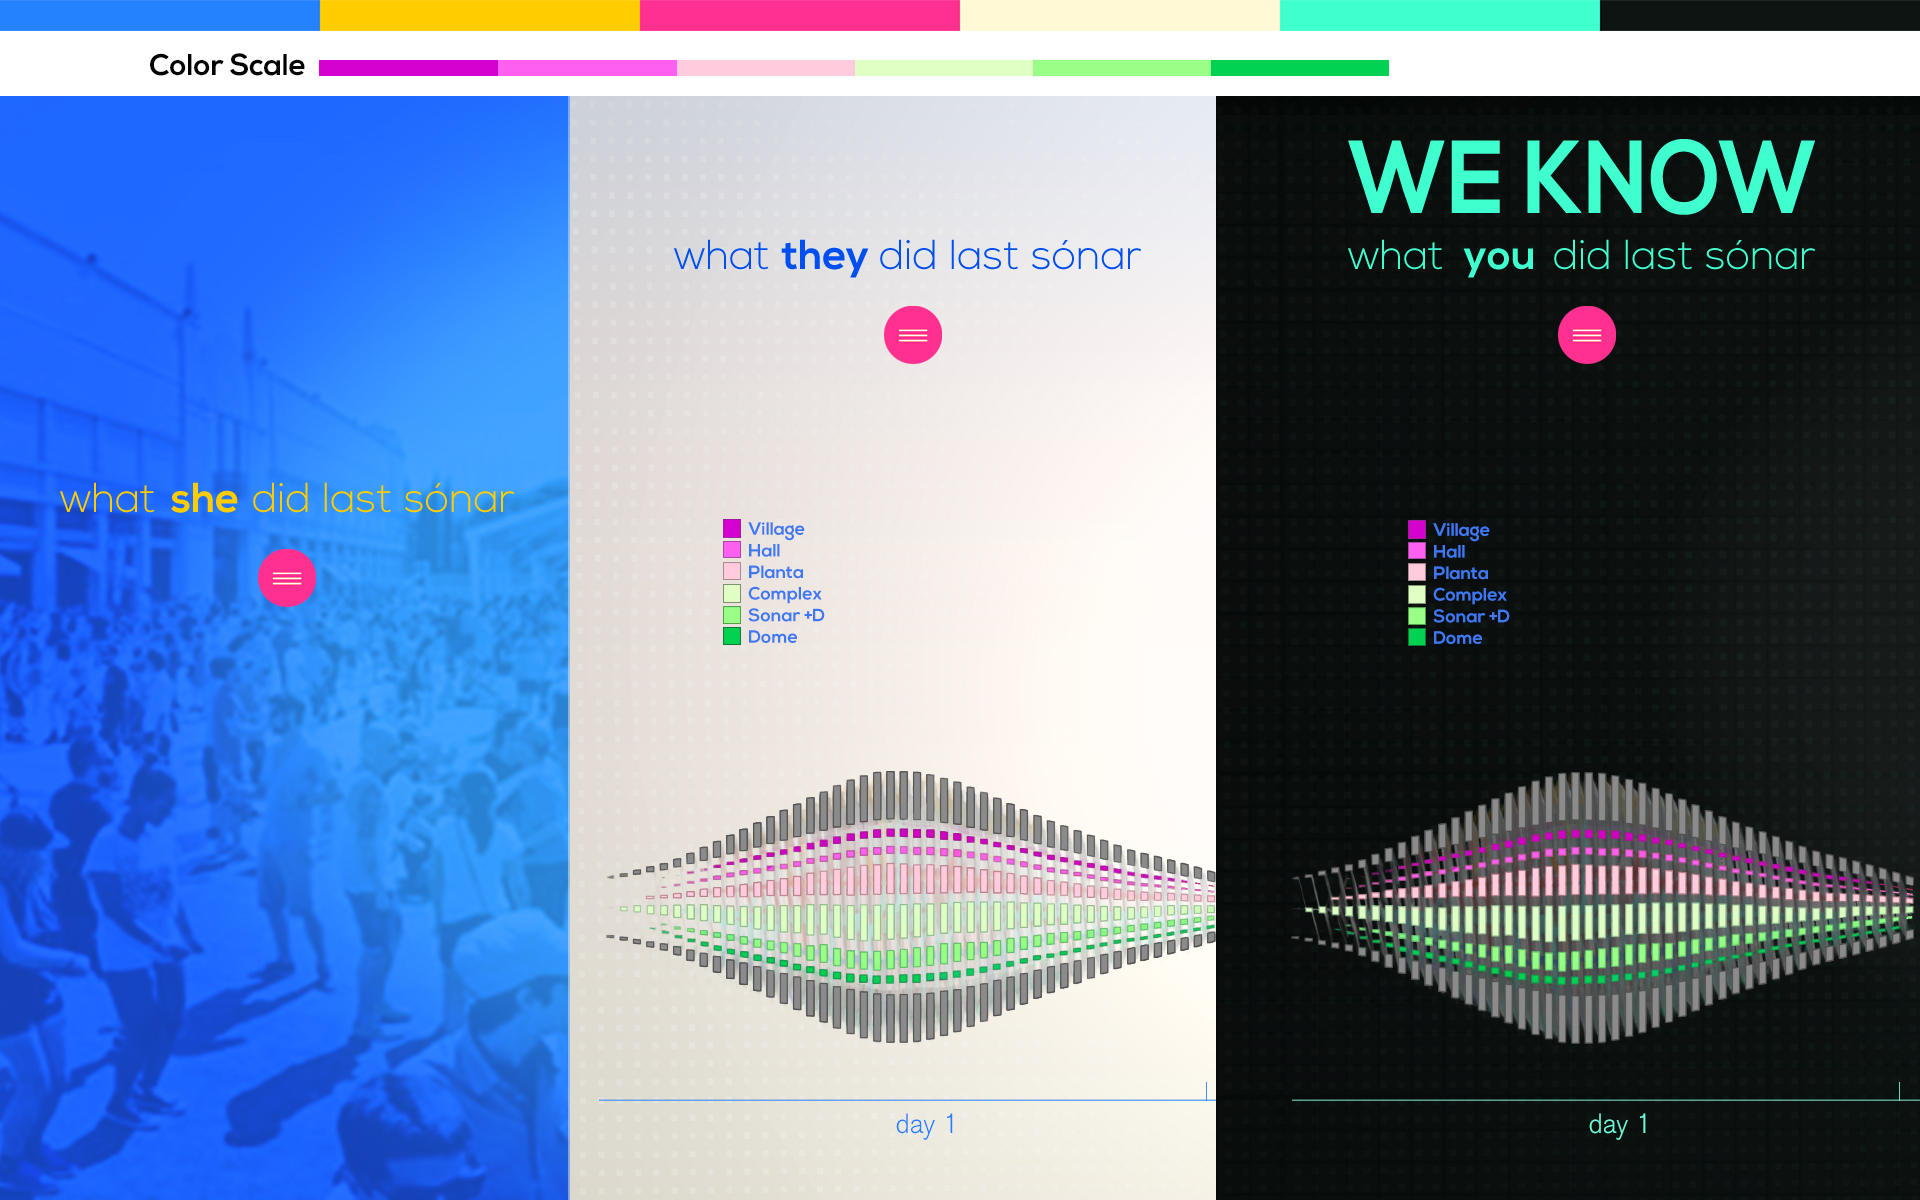 Color Scale
what she did last sónar
what they did last sónar
Village
Hall
Planta
Complex
Sonar +D
Dome
day 1
WE KNOW
what you did last sónar
Village
Hall
Planta
Complex
Sonar +D
Dome
day 1